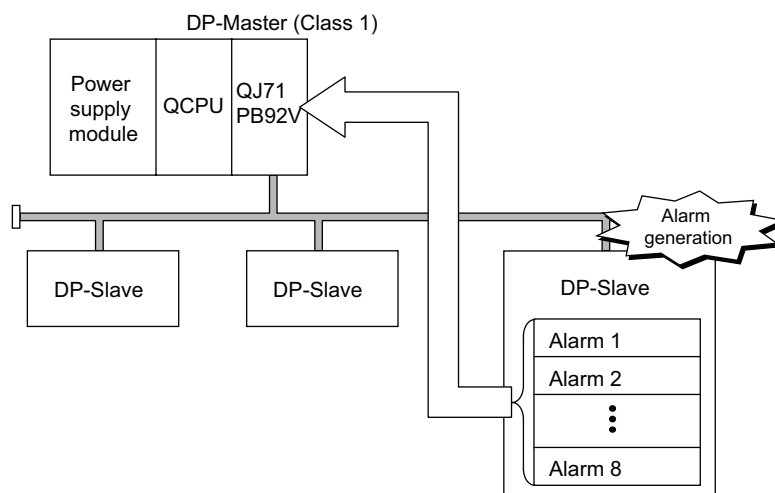 DP-Master (Class 1)
Power
supply
module
QCPU
QJ71
PB92V
Alarm
generation
DP-Slave
DP-Slave
DP-Slave
Alarm 1
Alarm 2
Alarm 8